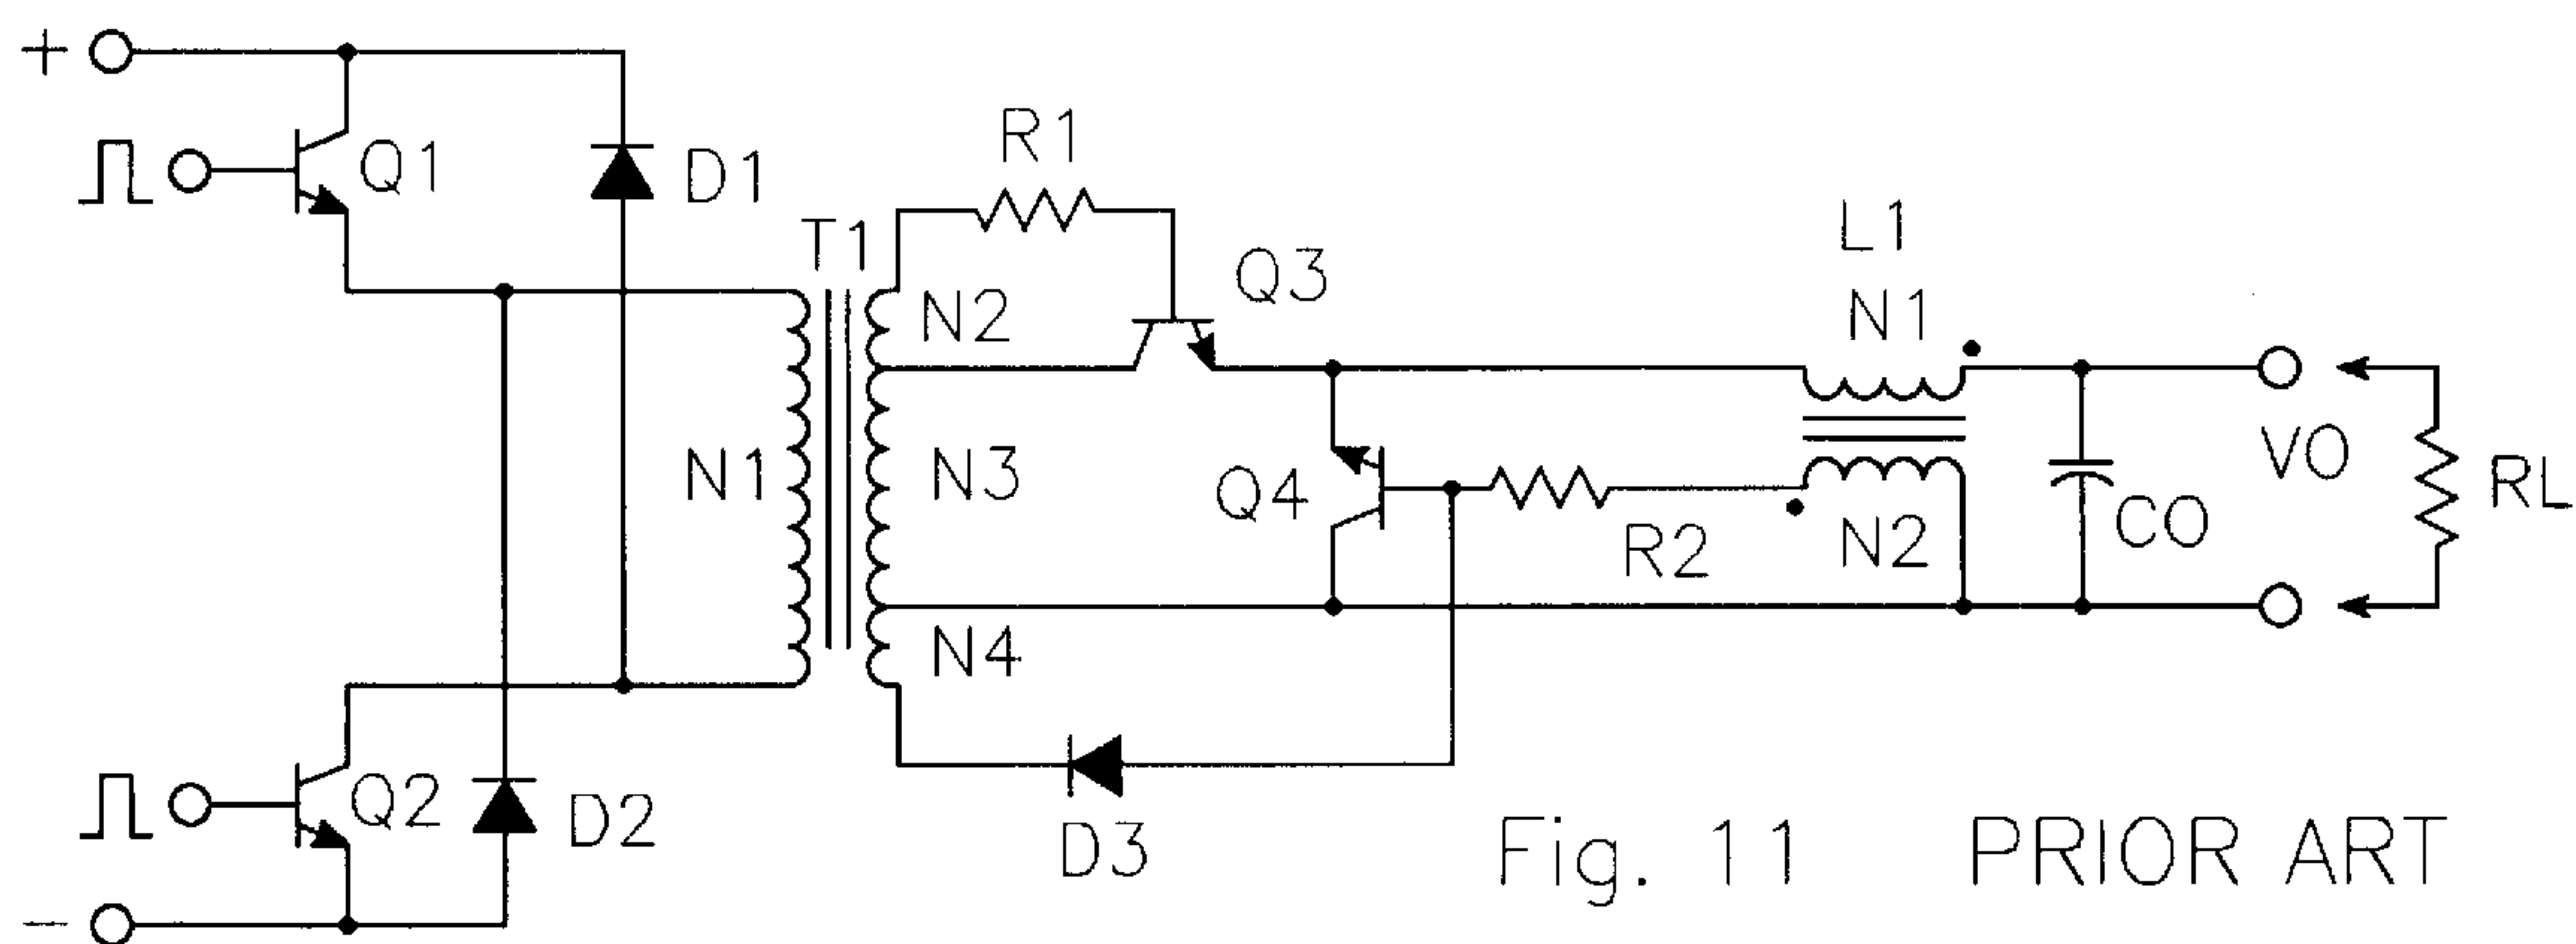 +
Q1
D1
R1
T1
N2
Q3
L1
N1
N1
N3
Q4
R2
N2
CO
VO
RL
N4
Q2
D2
D3
-
Fig. 11 PRIOR ART